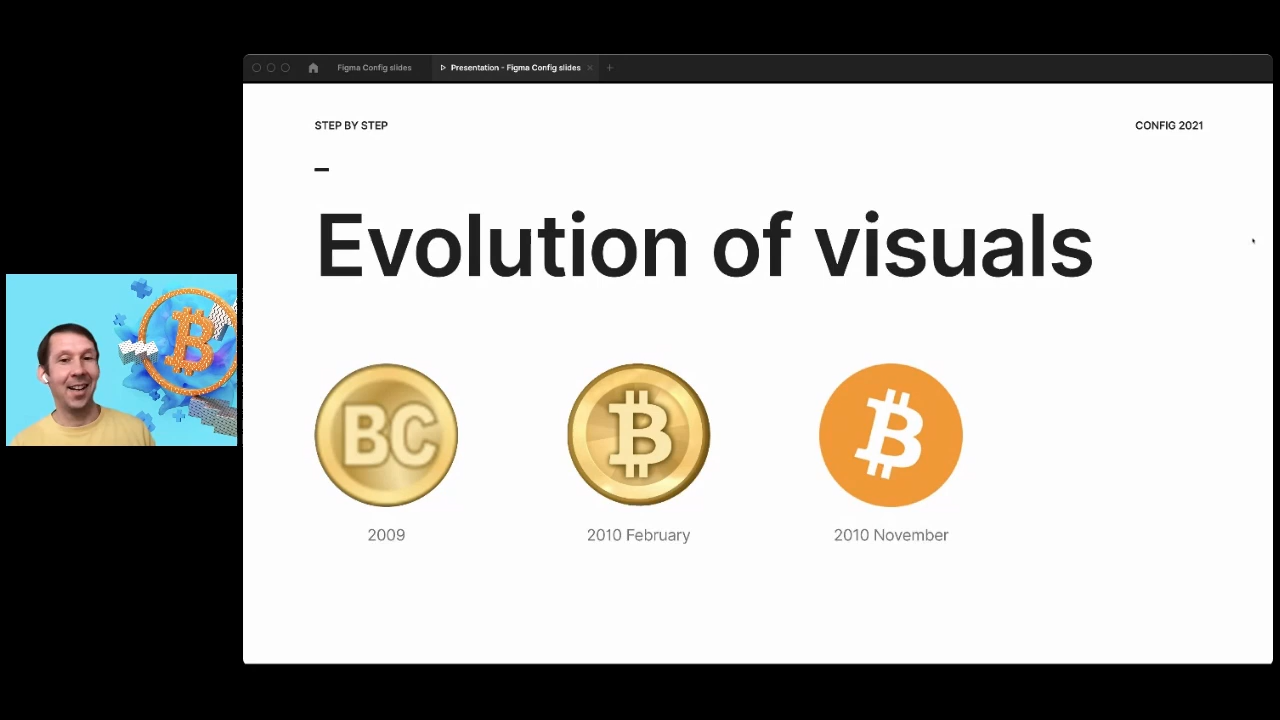 Figma Config slides
Presentation - Figma Config slides
STEP BY STEP
CONFIG 2021
Evolution of visuals
BC
2009
2010 February
2010 November